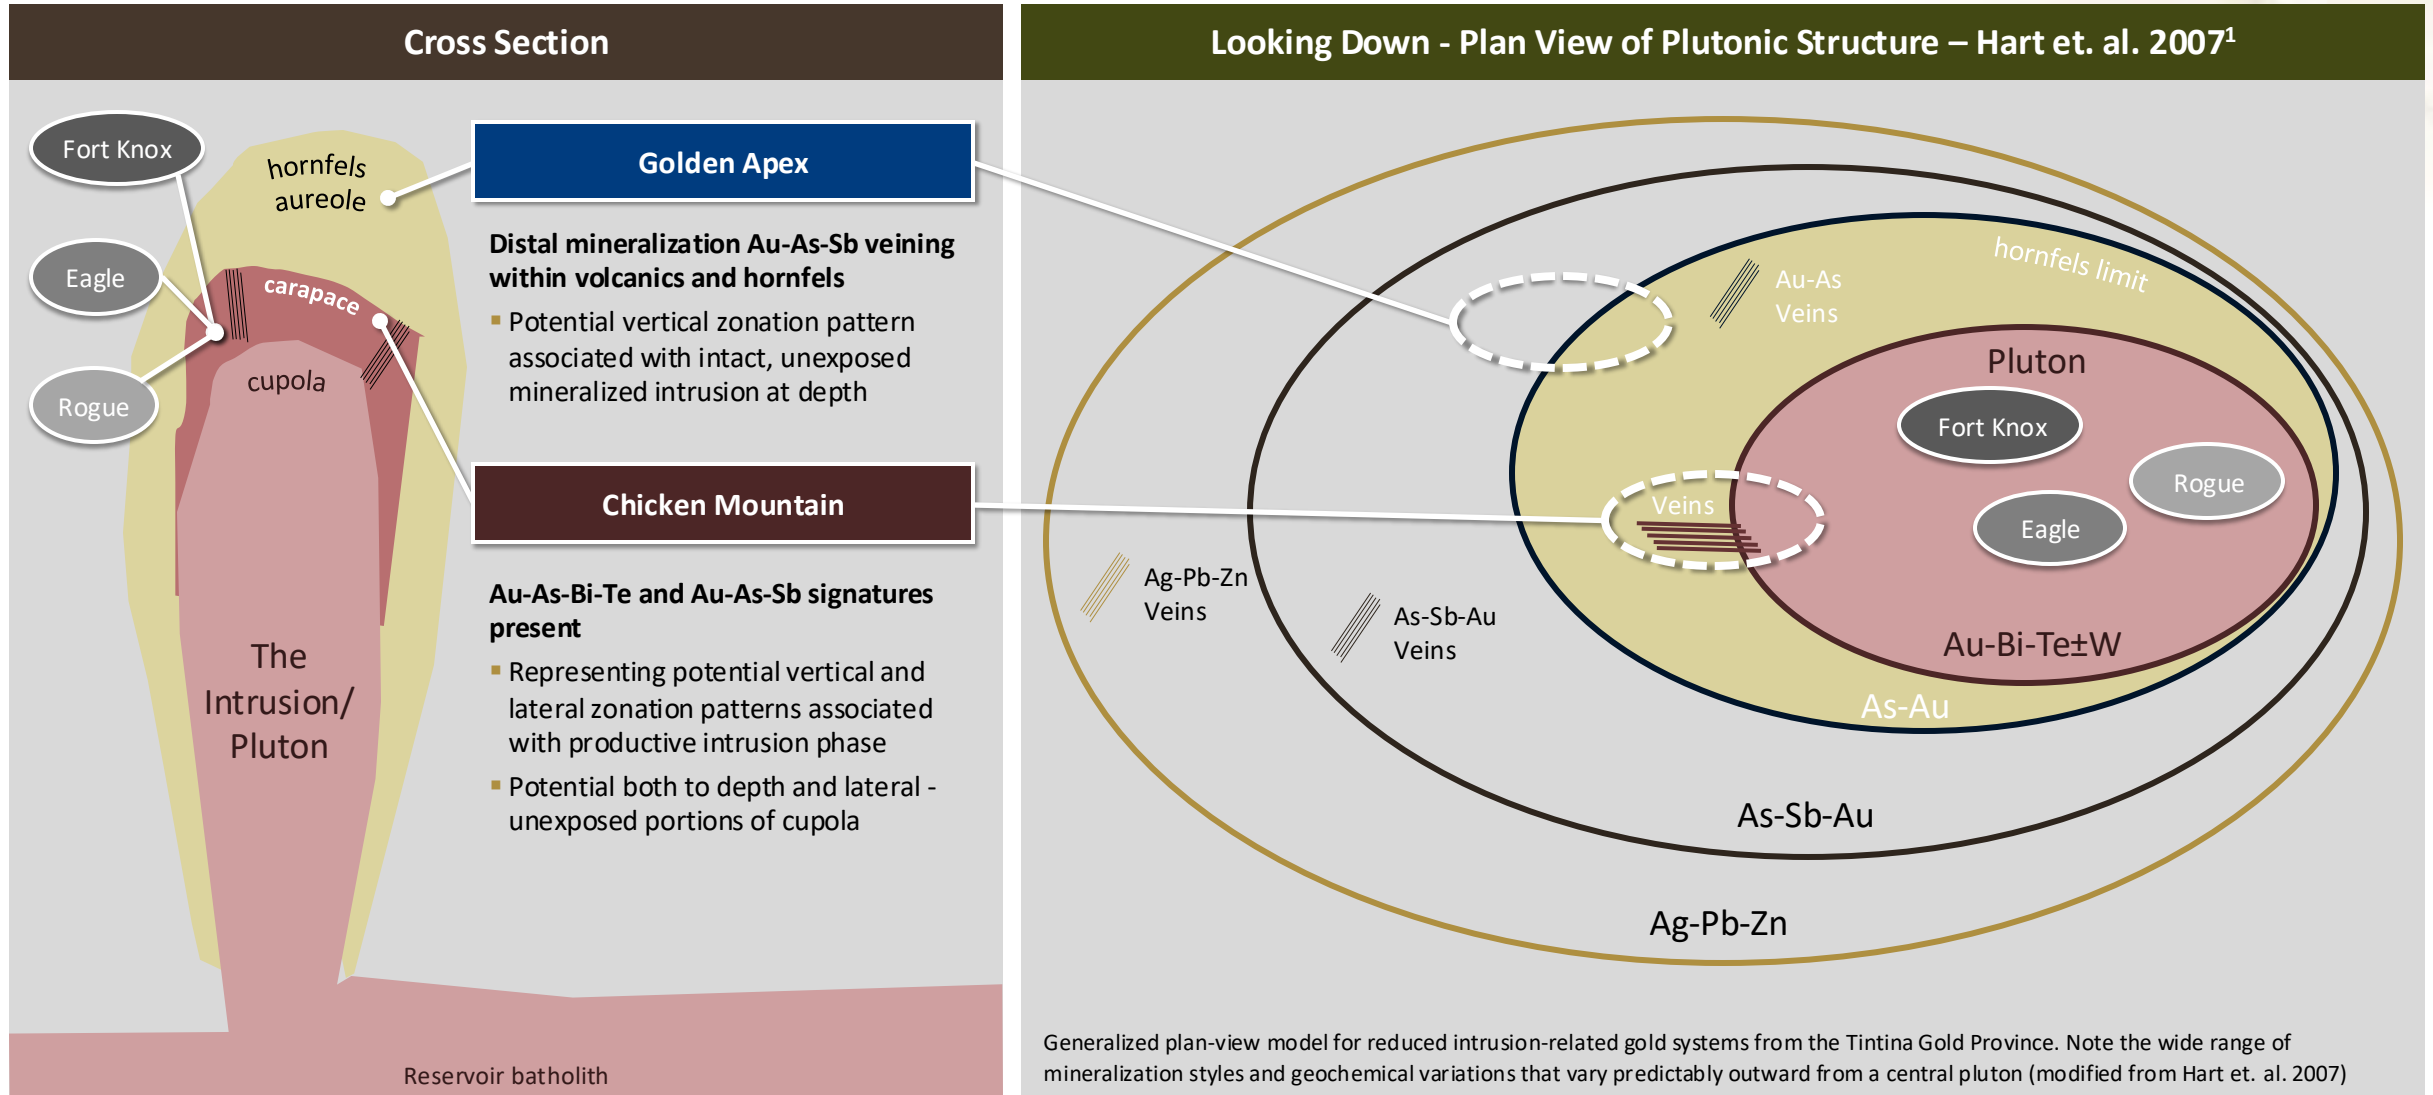 Cross Section
Fort Knox
Eagle
Rogue
hornfels
aureole
carapace
cupola
The
Intrusion/
Pluton
Reservoir batholith
Golden Apex
Distal mineralization Au-As-Sb veining
within volcanics and hornfels
▪ Potential vertical zonation pattern
associated with intact, unexposed
mineralized intrusion at depth
Chicken Mountain
Au-As-Bi-Te and Au-As-Sb signatures
present
▪ Representing potential vertical and
lateral zonation patterns associated
with productive intrusion phase
▪ Potential both to depth and lateral -
unexposed portions of cupola
Looking Down - Plan View of Plutonic Structure – Hart et. al. 2007¹
hornfels limit
Au-As
Veins
Pluton
Fort Knox
Rogue
Eagle
Veins
Ag-Pb-Zn
Veins
As-Sb-Au
Veins
Au-Bi-Te±W
As-Au
As-Sb-Au
Ag-Pb-Zn
Generalized plan-view model for reduced intrusion-related gold systems from the Tintina Gold Province. Note the wide range of
mineralization styles and geochemical variations that vary predictably outward from a central pluton (modified from Hart et. al. 2007)